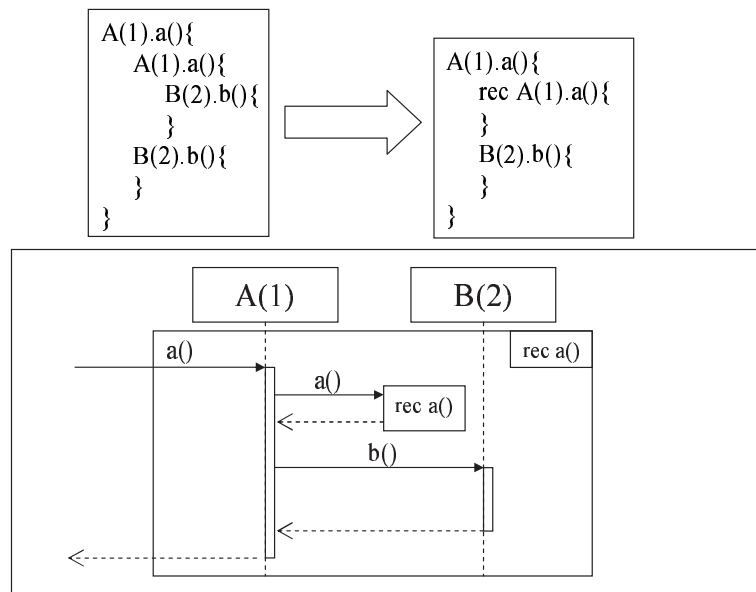 A(1).a(){
A(1).a(){
B(2).b(){
}
B(2).b(){
}
}
A(1).a(){
rec A(1).a(){
}
B(2).b(){
}
}
A(1)
B(2)
rec a()
a()
a()
rec a()
b()